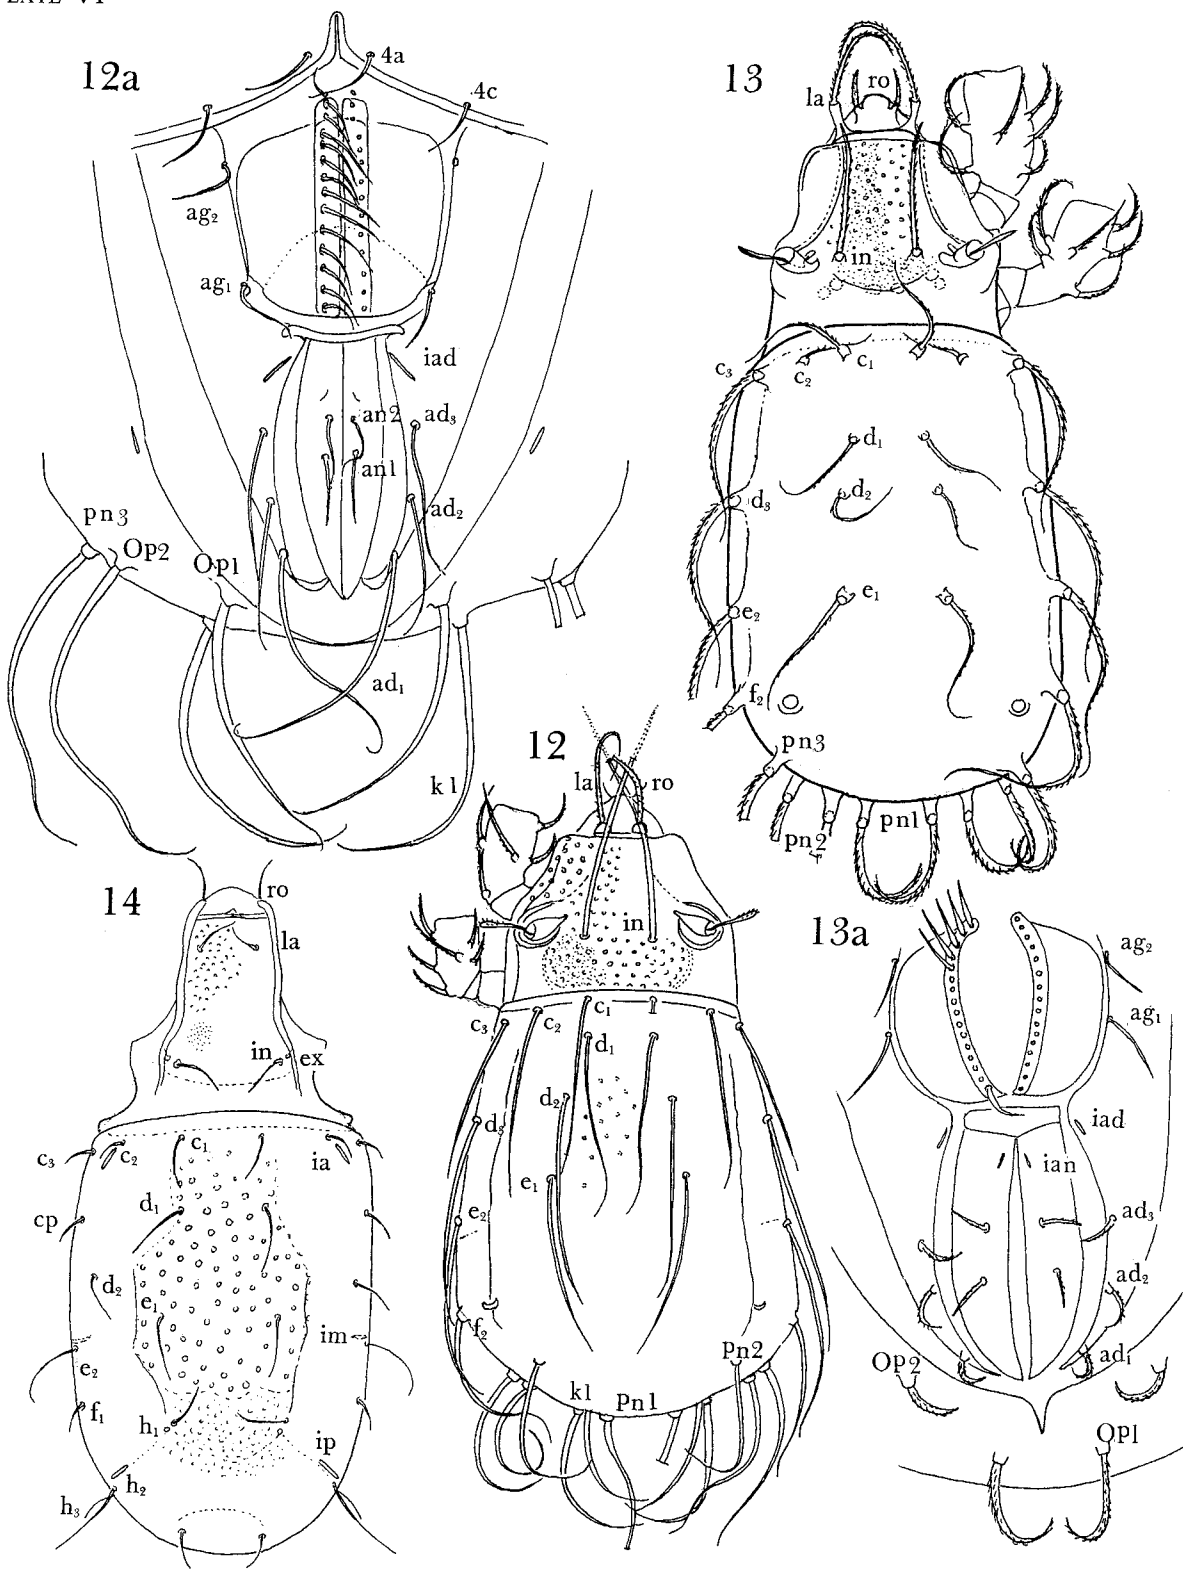 LATE VI
12a
4a
4c
ag₂
ag₁
iad
an2
ad₃
an1
ad₂
pn3
Op2
Op1
ad₁
k1
13
la
ro
in
c₃
c₂
c₁
d₁
d₂
d₃
e₁
e₂
f₂
pn3
pn2
pn1
12
la
ro
in
c₃
c₂
c₁
d₁
d₂
d₃
e₁
e₂
f₂
pn2
k1
Pn1
14
ro
la
in
ex
c₃
c₂
c₁
ia
cp
d₁
d₂
e₁
im
e₂
f₁
h₁
ip
h₂
h₃
13a
ag₂
ag₁
iad
ian
ad₃
ad₂
ad₁
Op2
Op1